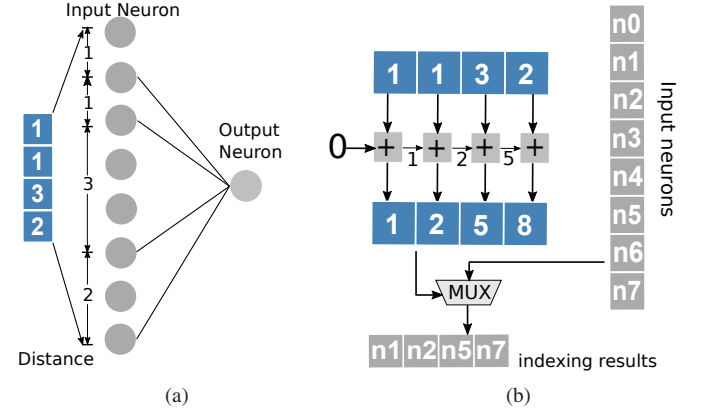 Input Neuron
1
1
3
2
1
1
3
2
Output
Neuron
Distance
(a)
1 1 3 2
0 + 1 + 2 + 5 +
1 2 5 8
MUX
n1 n2 n5 n7
indexing results
n0
n1
n2
n3
n4
n5
n6
n7
Input neurons
(b)